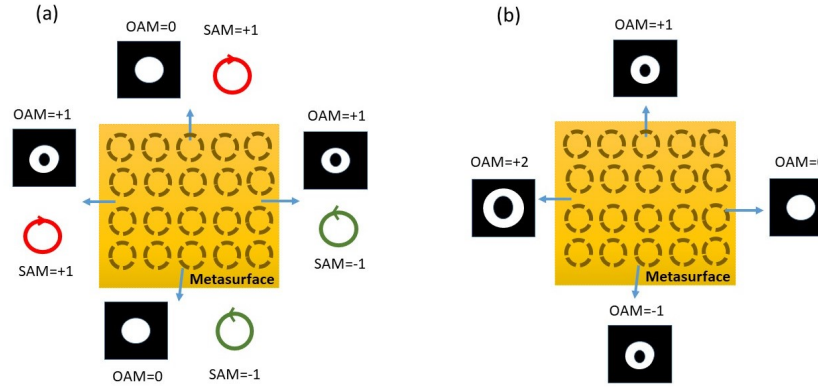 (a)
OAM=0
SAM=+1
OAM=+1
OAM=+1
SAM=+1
SAM=-1
Metasurface
OAM=0
SAM=-1
(b)
OAM=+1
OAM=+2
Metasurface
OAM=-1